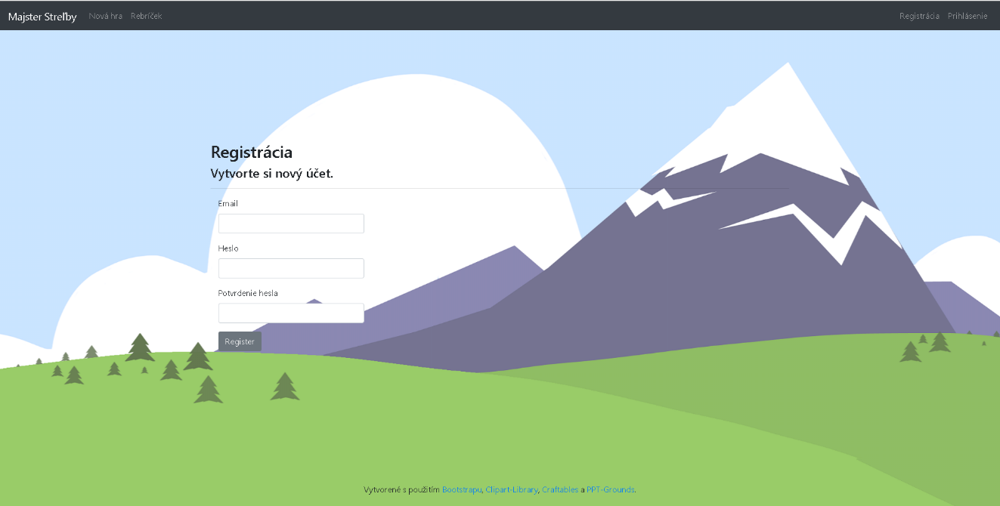 Majster Streľby Nová hra Rebríček Registrácia Prihlásenie
Registrácia
Vytvorte si nový účet.
Email
Heslo
Potvrdenie hesla
Register
Vytvorené s použitím Bootstrapu, Clipart-Library, Craftables a PPT-Grounds.